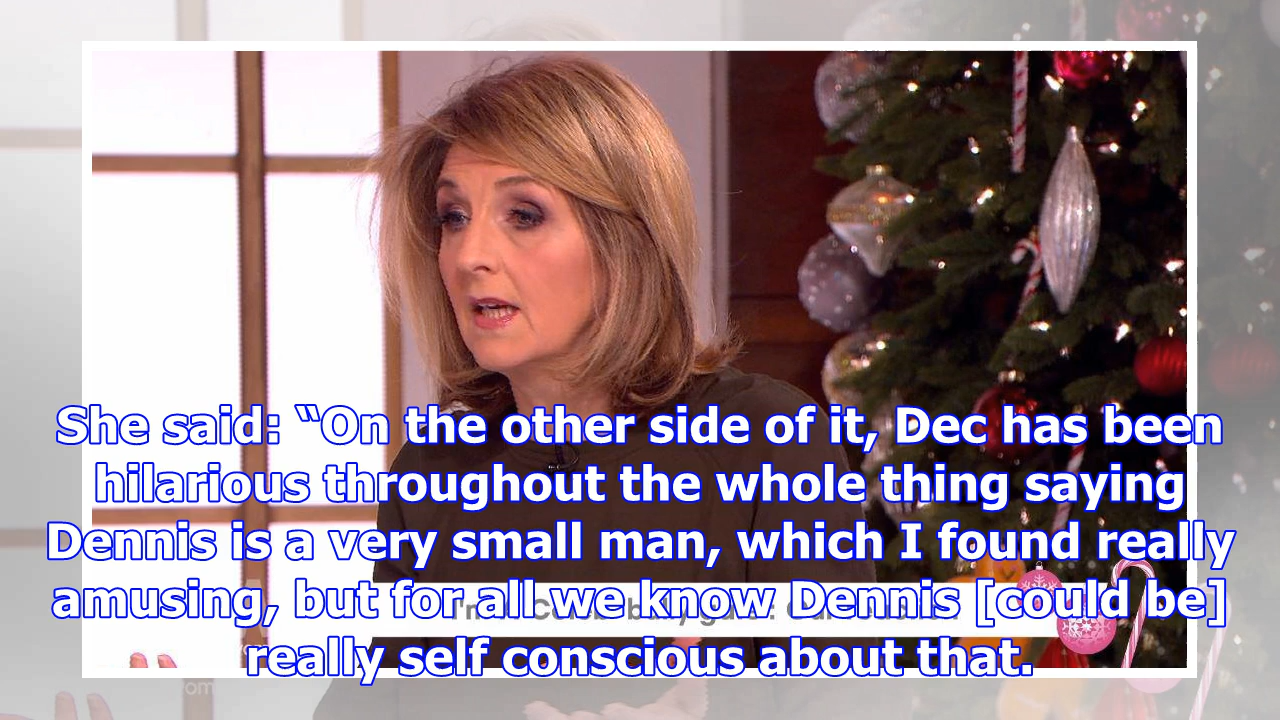 She said: “On the other side of it, Dec has been
hilarious throughout the whole thing saying
Dennis is a very small man, which I found really
amusing, but for all we know Dennis [could be]
really self conscious about that.